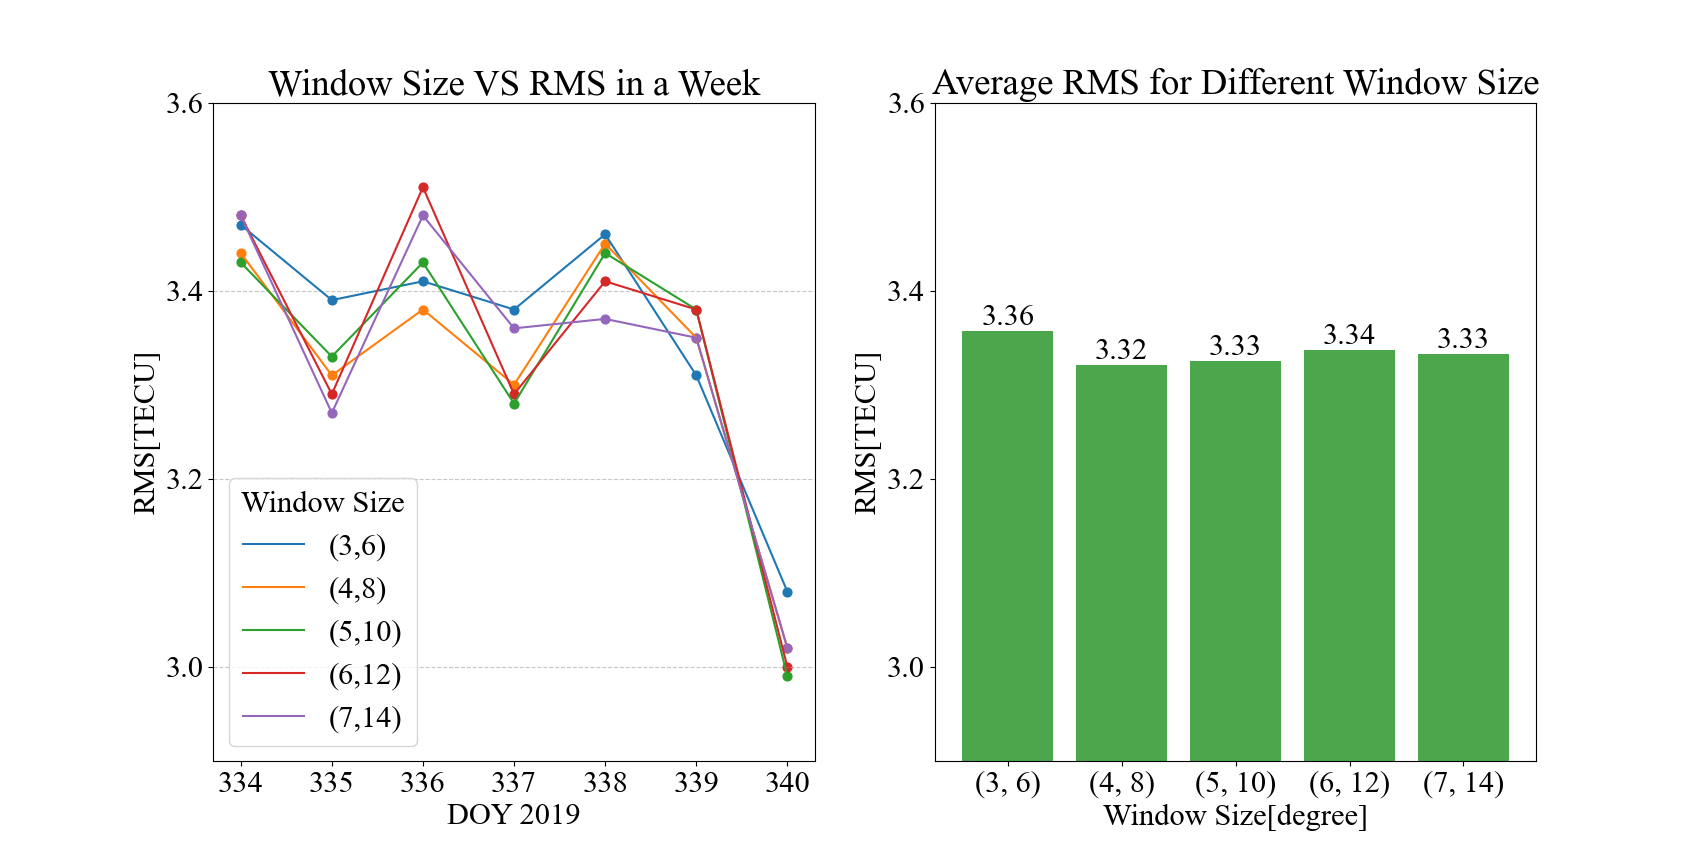 Window Size VS RMS in a Week
3.6
3.4
3.2
3.0
RMS[TECU]
Window Size
(3,6)
(4,8)
(5,10)
(6,12)
(7,14)
334 335 336 337 338 339 340
DOY 2019
Average RMS for Different Window Size
3.6
3.4
3.2
3.0
RMS[TECU]
3.36 3.32 3.33 3.34 3.33
(3, 6) (4, 8) (5, 10) (6, 12) (7, 14)
Window Size[degree]